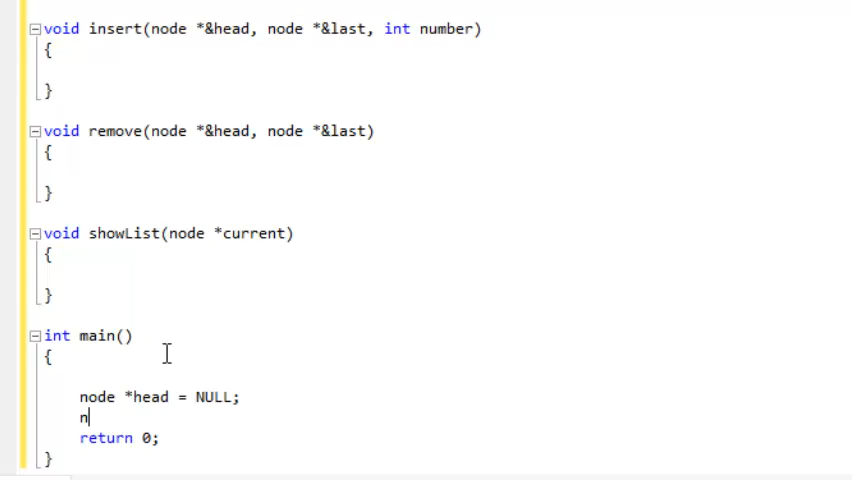 void insert(node *&head, node *&last, int number)
{
}
void remove(node *&head, node *&last)
{
}
void showList(node *current)
{
}
int main()
{
node *head = NULL;
n
return 0;
}